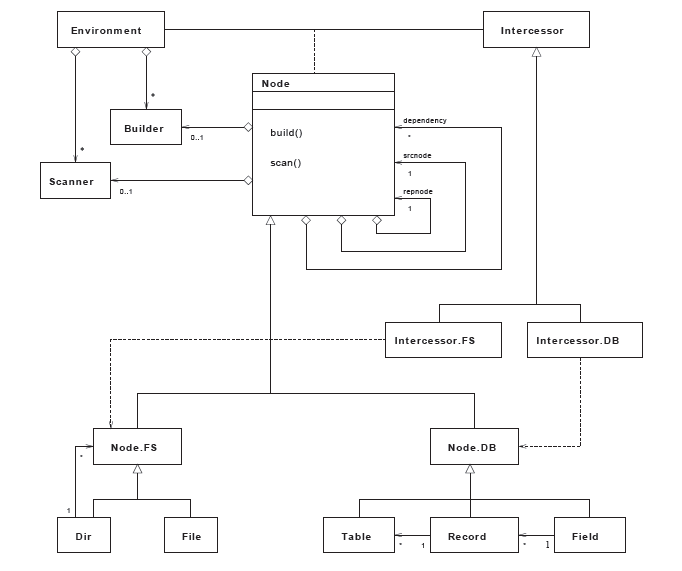 Environment
Intercessor
Node
*
dependency
Builder
build()
0..1
*
*
srcnode
scan()
1
Scanner
0..1
repnode
1
Intercessor.FS
Intercessor.DB
Node.FS
Node.DB
*
1
Dir
File
Table
Record
Field
*
1
*
1